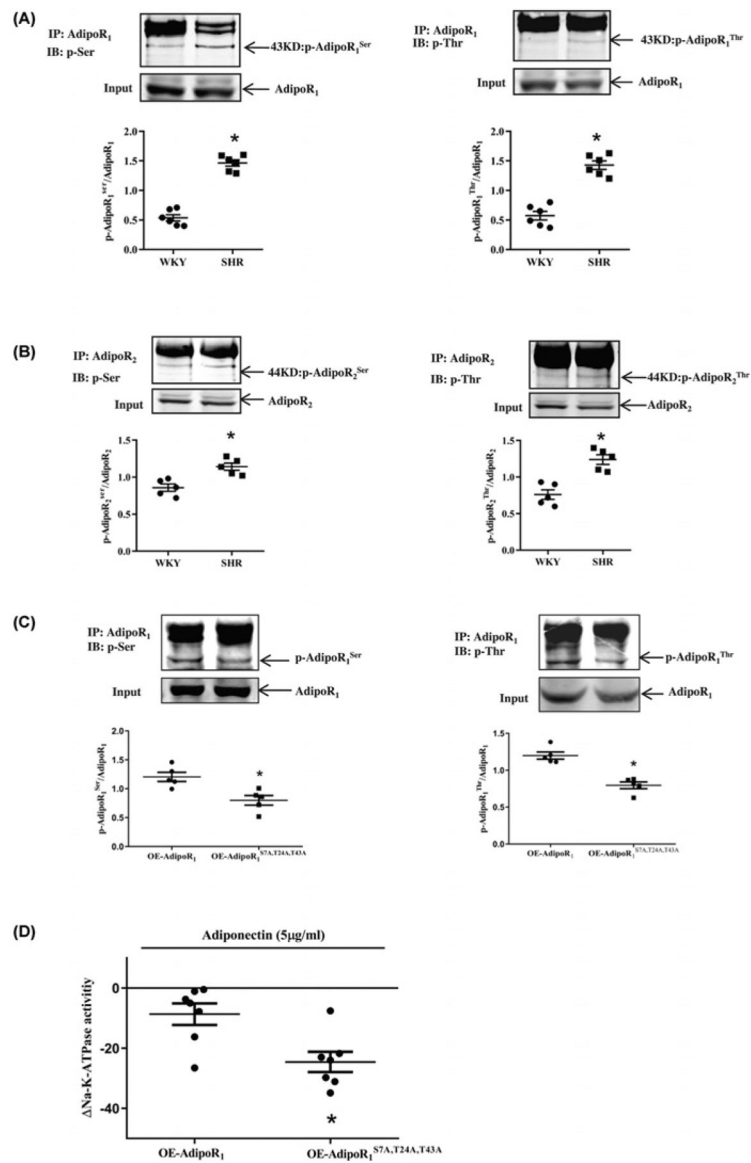 (A)
IP: AdipoR1
IB: p-Ser
43KD:p-AdipoR1Ser
Input
AdipoR1
p-AdipoR1ser/AdipoR1
2.0
1.5
1.0
0.5
0.0
*
WKY
SHR
IP: AdipoR1
IB: p-Thr
43KD:p-AdipoR1Thr
Input
AdipoR1
p-AdipoR1Thr/AdipoR1
2.0
1.5
1.0
0.5
0.0
*
WKY
SHR
(B)
IP: AdipoR2
IB: p-Ser
44KD:p-AdipoR2Ser
Input
AdipoR2
p-AdipoR2ser/AdipoR2
1.5
1.0
0.5
0.0
*
WKY
SHR
IP: AdipoR2
IB: p-Thr
44KD:p-AdipoR2Thr
Input
AdipoR2
p-AdipoR2Thr/AdipoR2
1.5
1.0
0.5
0.0
*
WKY
SHR
(C)
IP: AdipoR1
IB: p-Ser
p-AdipoR1Ser
Input
AdipoR1
p-AdipoR1Ser/AdipoR1
2.0
1.5
1.0
0.5
0.0
*
OE-AdipoR1
OE-AdipoR1S7A,T24A,T43A
IP: AdipoR1
IB: p-Thr
p-AdipoR1Thr
Input
AdipoR1
p-AdipoR1Thr/AdipoR1
1.5
1.0
0.5
0.0
*
OE-AdipoR1
OE-AdipoR1S7A,T24A,T43A
(D)
Adiponectin (5μg/ml)
ΔNa-K-ATPase activitiy
0
-20
-40
*
OE-AdipoR1
OE-AdipoR1S7A,T24A,T43A